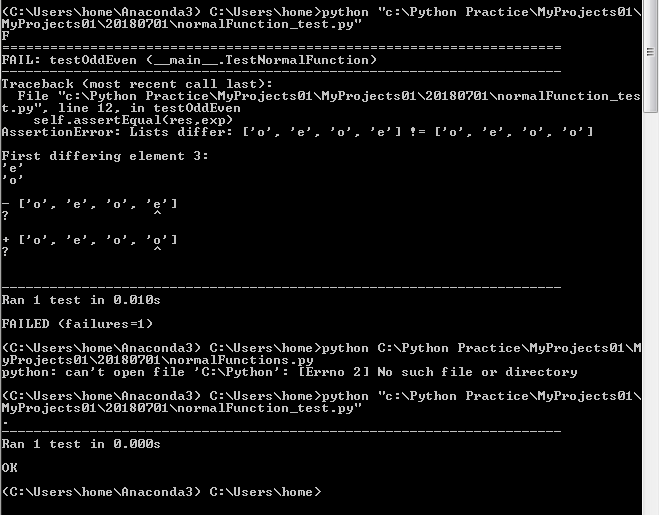 (C:\Users\home\Anaconda3) C:\Users\home>python "c:\Python Practice\MyProjects01\
MyProjects01\20180701\normalFunction_test.py"
F
======================================================================
FAIL: testOddEven (__main__.TestNormalFunction)
----------------------------------------------------------------------
Traceback (most recent call last):
  File "c:\Python Practice\MyProjects01\MyProjects01\20180701\normalFunction_tes
t.py", line 12, in testOddEven
    self.assertEqual(res,exp)
AssertionError: Lists differ: ['o', 'e', 'o', 'e'] != ['o', 'e', 'o', 'o']

First differing element 3:
'e'
'o'

- ['o', 'e', 'o', 'e']
?                  ^

+ ['o', 'e', 'o', 'o']
?                  ^


----------------------------------------------------------------------
Ran 1 test in 0.010s

FAILED (failures=1)

(C:\Users\home\Anaconda3) C:\Users\home>python C:\Python Practice\MyProjects01\M
yProjects01\20180701\normalFunctions.py
python: can't open file 'C:\Python': [Errno 2] No such file or directory

(C:\Users\home\Anaconda3) C:\Users\home>python "c:\Python Practice\MyProjects01\
MyProjects01\20180701\normalFunction_test.py"
.
----------------------------------------------------------------------
Ran 1 test in 0.000s

OK

(C:\Users\home\Anaconda3) C:\Users\home>